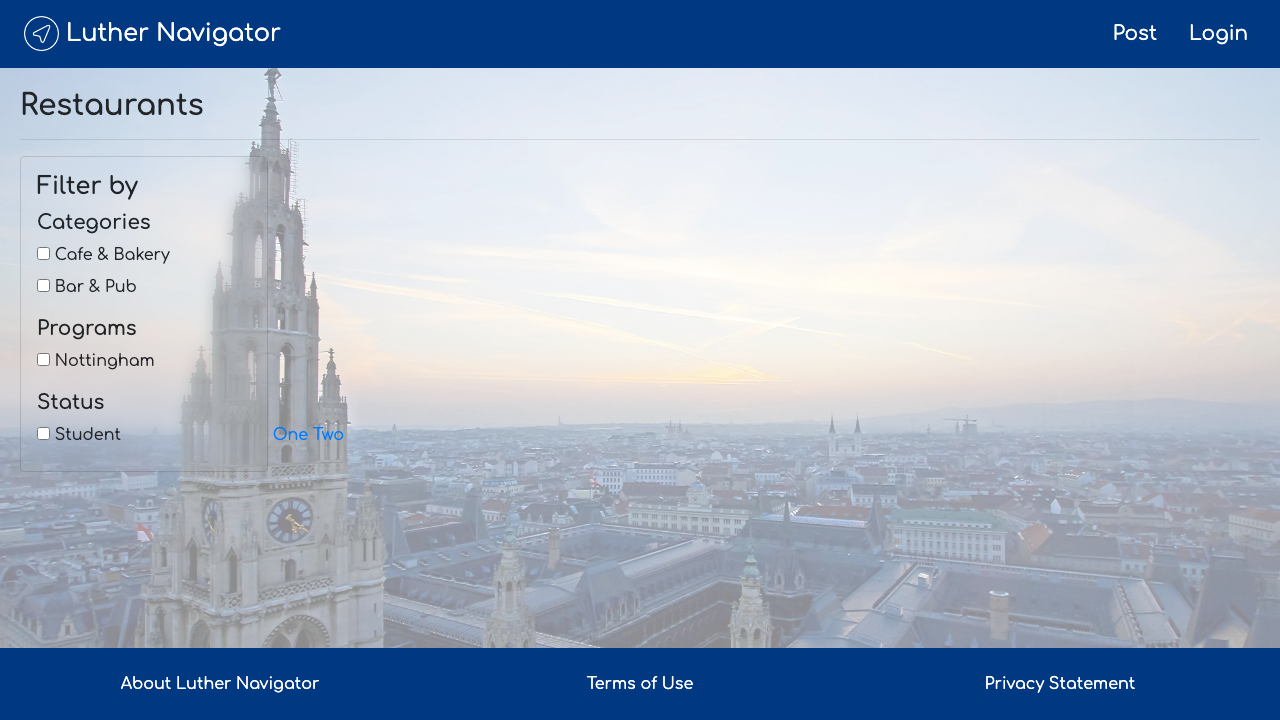 Luther Navigator
Post
Login
Restaurants
Filter by
Categories
Cafe & Bakery
Bar & Pub
Programs
Nottingham
Status
Student
One Two
About Luther Navigator
Terms of Use
Privacy Statement